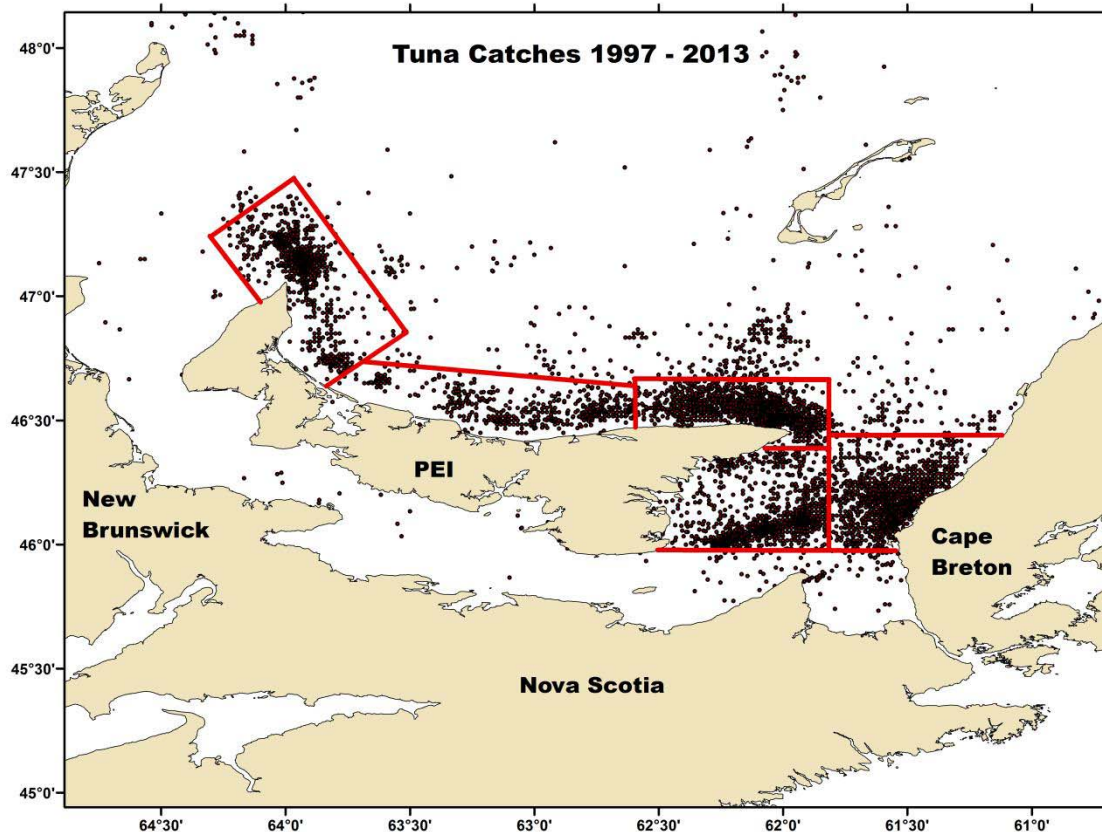 Tuna Catches 1997 - 2013
48°0'
47°30'
47°0'
46°30'
46°0'
45°30'
45°0'
PEI
New
Brunswick
Cape
Breton
Nova Scotia
64°30' 64°0' 63°30' 63°0' 62°30' 62°0' 61°30' 61°0'